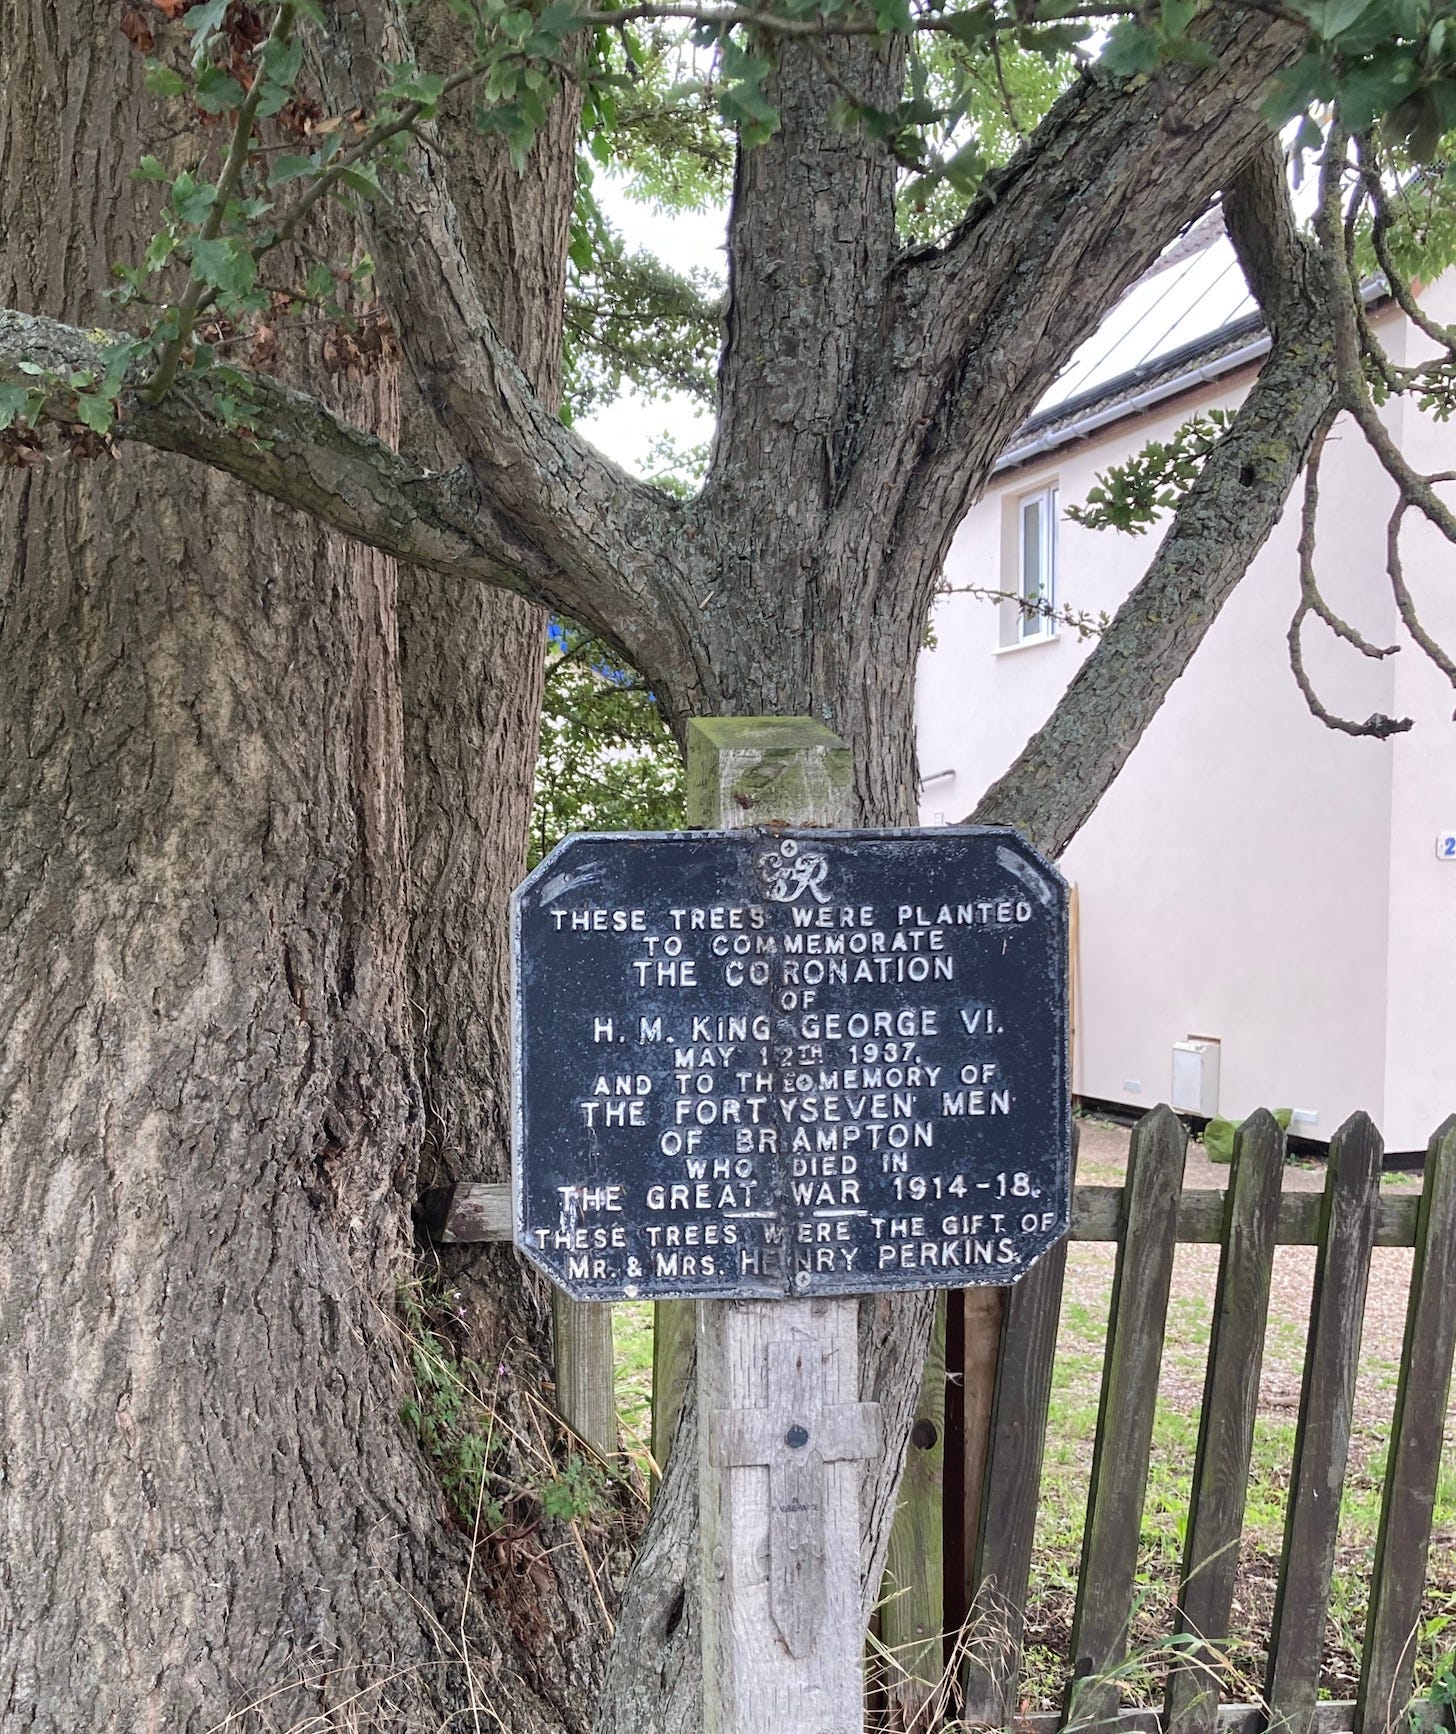 GR
THESE TREES WERE PLANTED
TO COMMEMORATE
THE CORONATION
OF
H. M. KING GEORGE VI.
MAY 12TH 1937.
AND TO THE MEMORY OF
THE FORTYSEVEN MEN
OF BRAMPTON
WHO DIED IN
THE GREAT WAR 1914-18.
THESE TREES WERE THE GIFT OF
MR. & MRS. HENRY PERKINS.
2